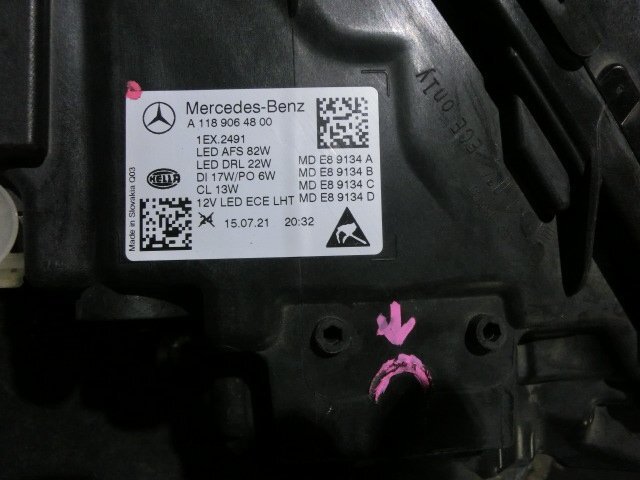 Mercedes-Benz
A 118 906 48 00
1EX.2491
LED AFS 82W
LED DRL 22W
DI 17W/PO 6W
CL 13W
12V LED ECE LHT
MD E8 9134 A
MD E8 9134 B
MD E8 9134 C
MD E8 9134 D
HELLA
15.07.21 20:32
Made in Slovakia Q03
ECE only